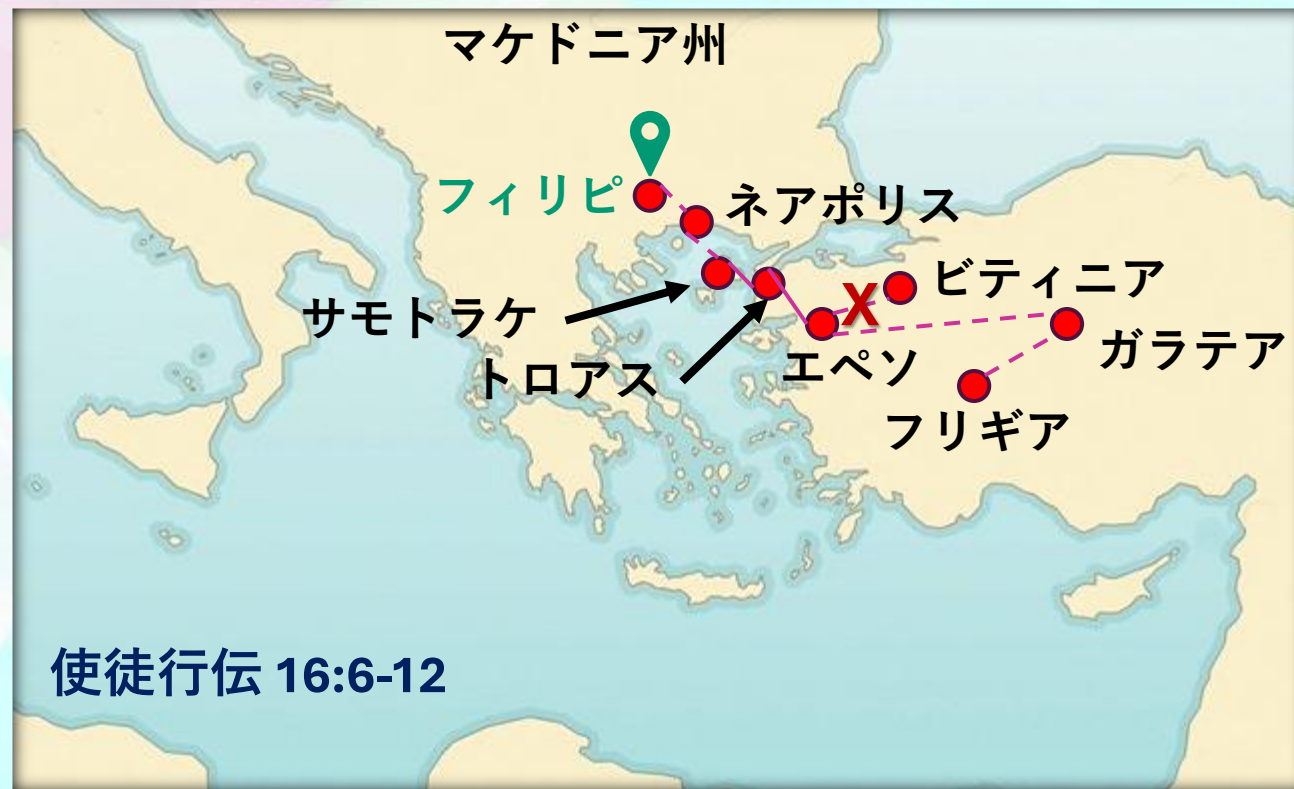 マケドニア州
フィリピ
ネアポリス
サモトラケ
トロアス
X
ビティニア
エペソ
ガラテア
フリギア
使徒行伝 16:6-12